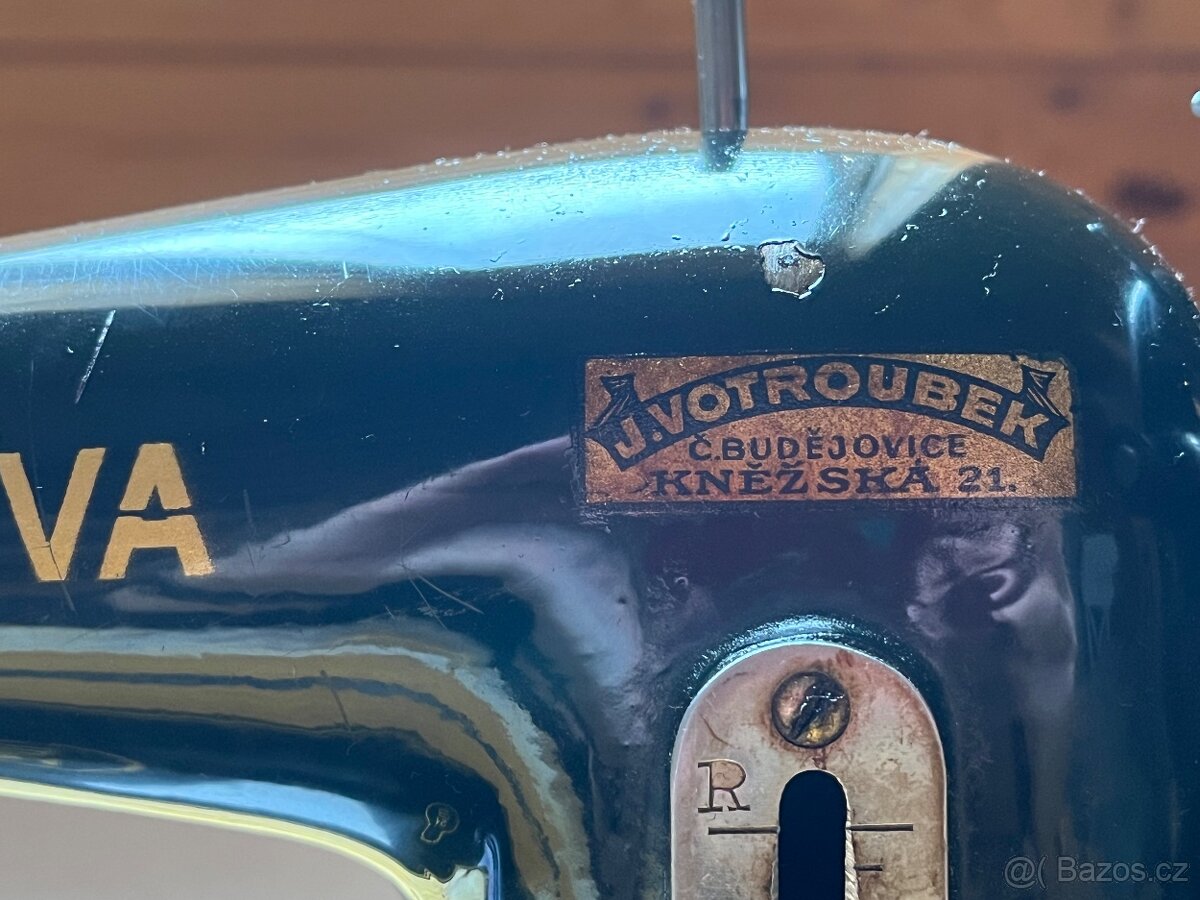 J.VOTROUBEK
Č.BUDĚJOVICE
KNĚŽSKÁ 21.
VA
R
@( Bazos.cz